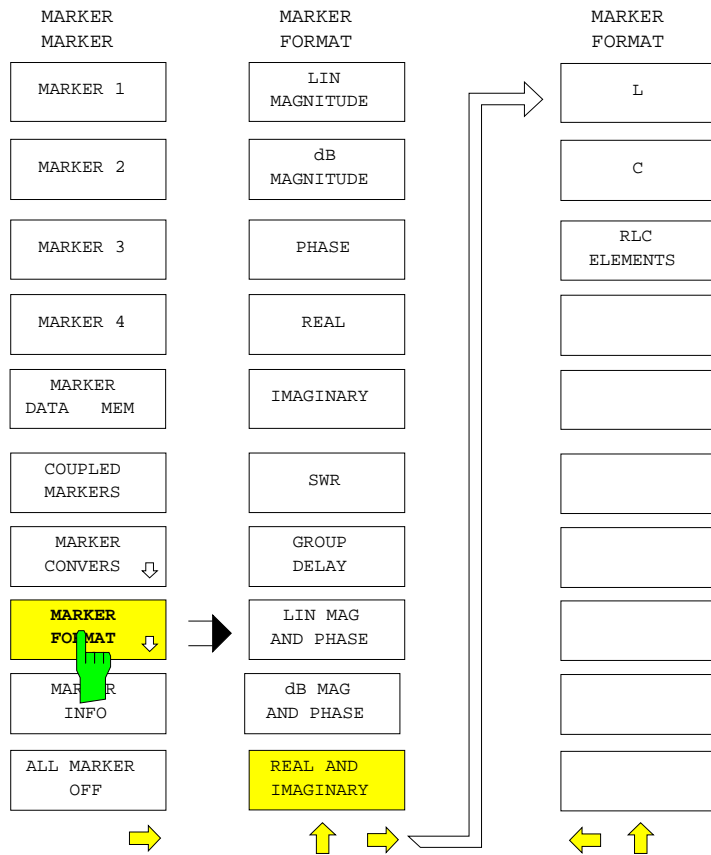 MARKER
MARKER
MARKER 1
MARKER 2
MARKER 3
MARKER 4
MARKER
DATA MEM
COUPLED
MARKERS
MARKER
CONVERS
MARKER
FORMAT
MARKER
INFO
ALL MARKER
OFF
MARKER
FORMAT
LIN
MAGNITUDE
dB
MAGNITUDE
PHASE
REAL
IMAGINARY
SWR
GROUP
DELAY
LIN MAG
AND PHASE
dB MAG
AND PHASE
REAL AND
IMAGINARY
MARKER
FORMAT
L
C
RLC
ELEMENTS